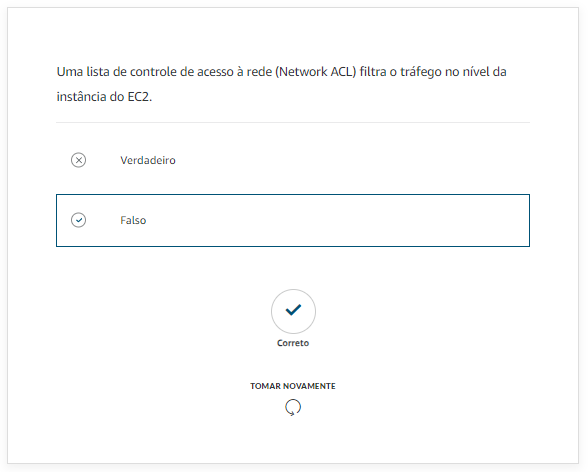 Uma lista de controle de acesso à rede (Network ACL) filtra o tráfego no nível da
instância do EC2.
Verdadeiro
Falso
Correto
TOMAR NOVAMENTE